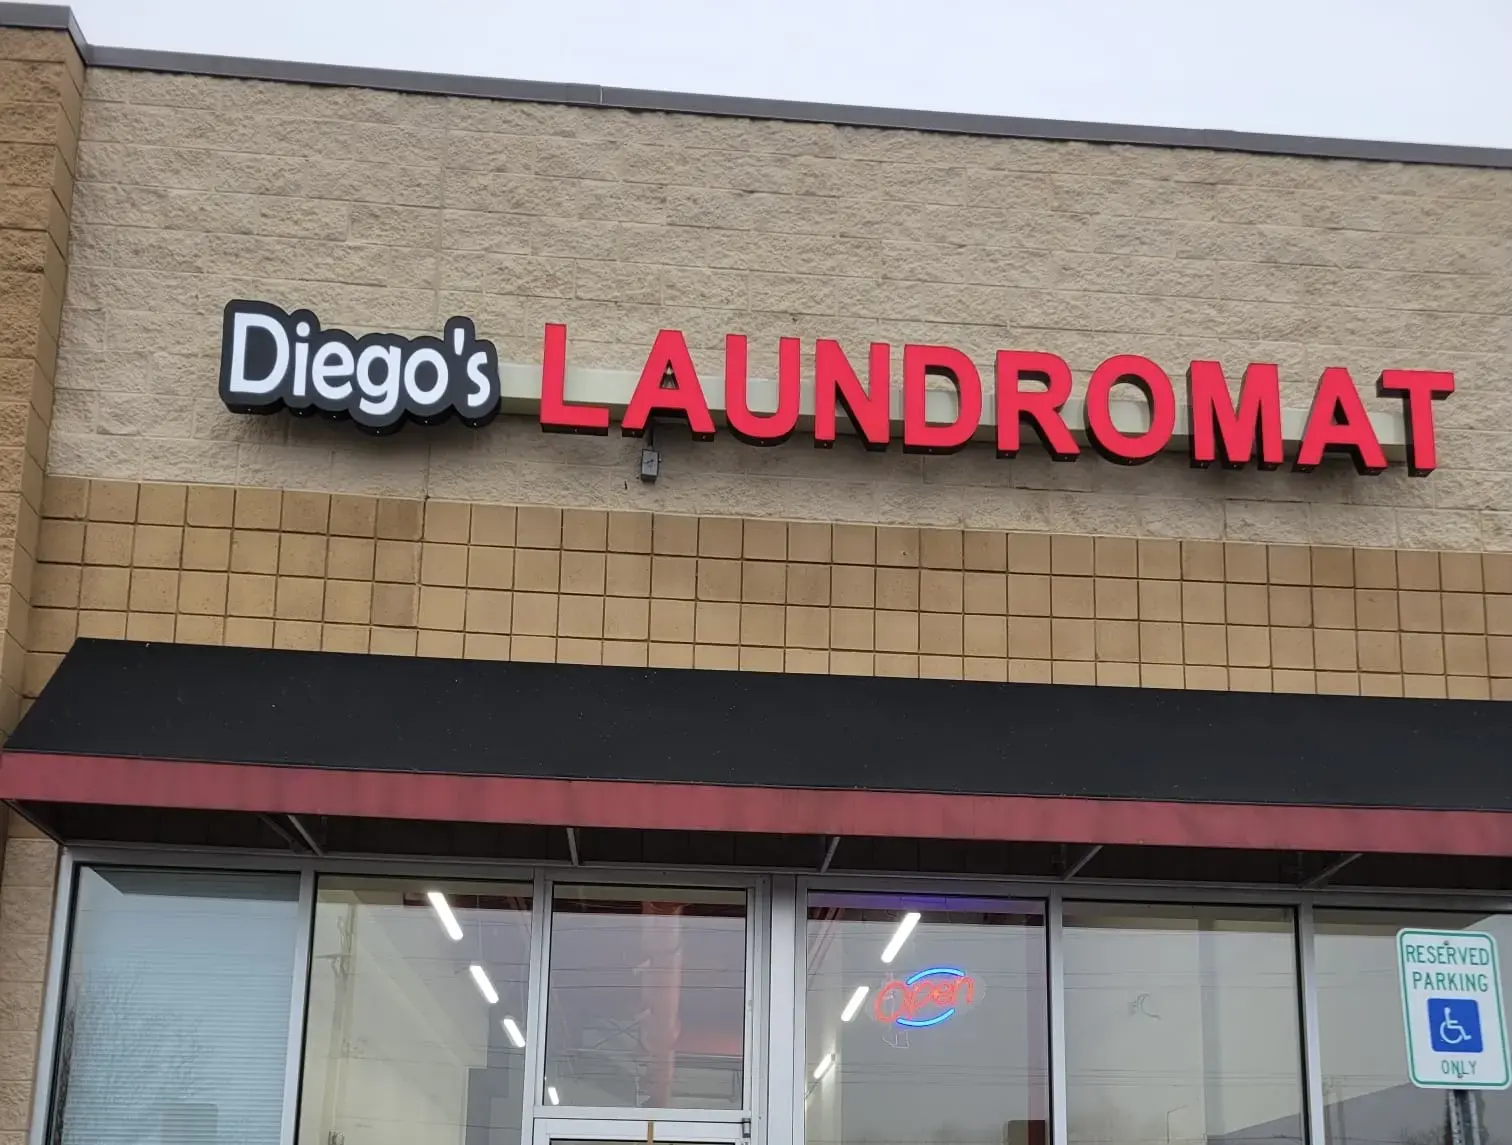 Diego's LAUNDROMAT
Open
RESERVED
PARKING
ONLY